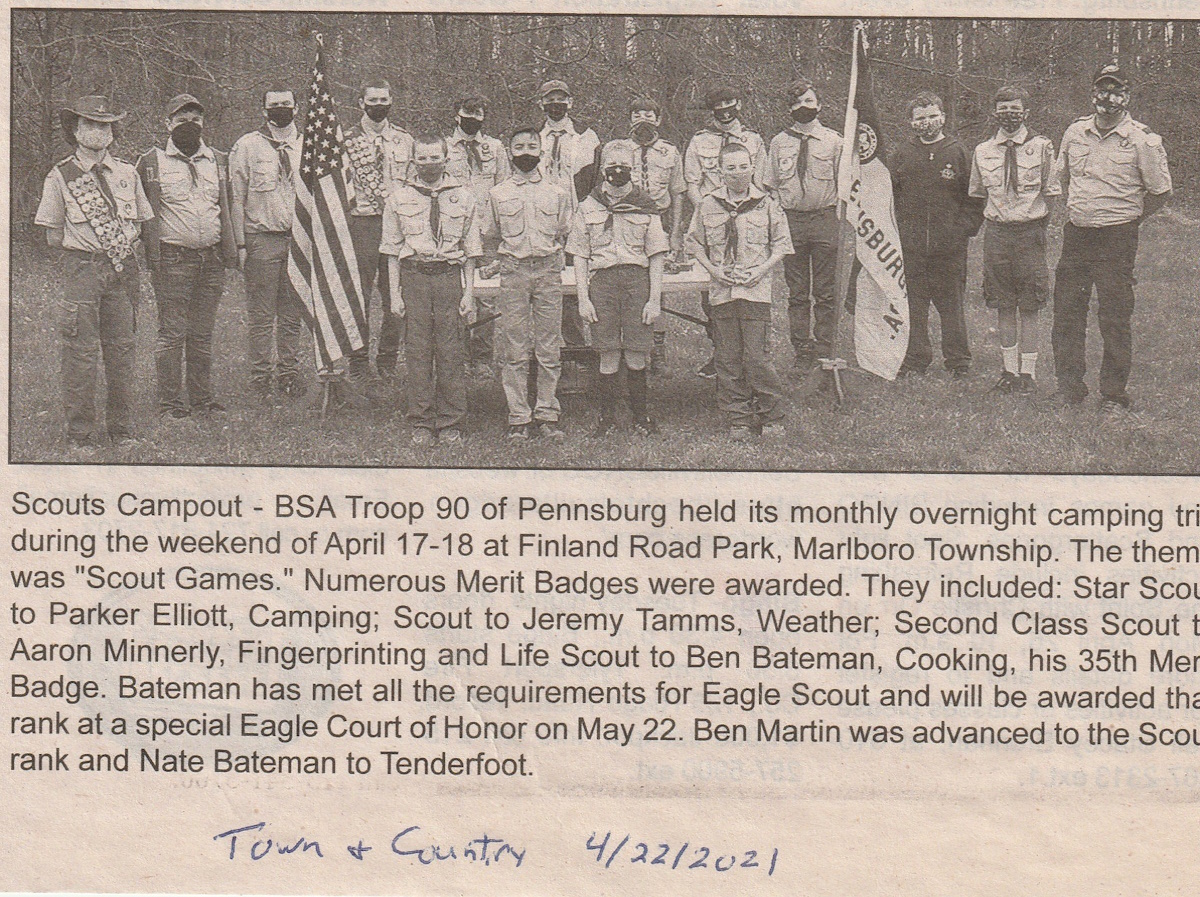 ENNSBURG
Scouts Campout - BSA Troop 90 of Pennsburg held its monthly overnight camping tri
during the weekend of April 17-18 at Finland Road Park, Marlboro Township. The them
was "Scout Games." Numerous Merit Badges were awarded. They included: Star Scou
to Parker Elliott, Camping; Scout to Jeremy Tamms, Weather; Second Class Scout t
Aaron Minnerly, Fingerprinting and Life Scout to Ben Bateman, Cooking, his 35th Mer
Badge. Bateman has met all the requirements for Eagle Scout and will be awarded tha
rank at a special Eagle Court of Honor on May 22. Ben Martin was advanced to the Scou
rank and Nate Bateman to Tenderfoot.
Town + Country 4/22/2021